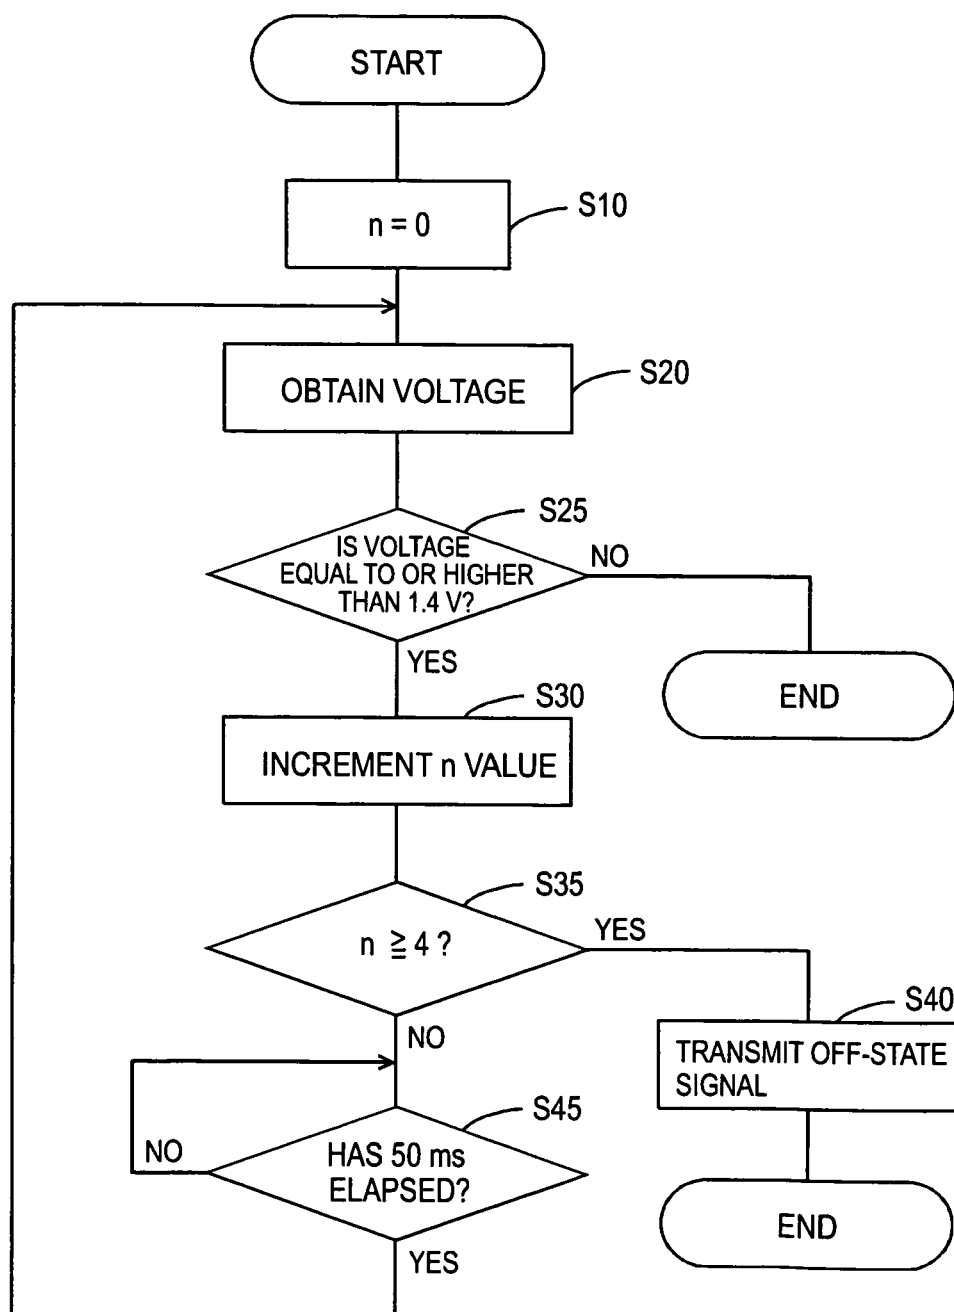 START
n = 0
S10
OBTAIN VOLTAGE
S20
S25
IS VOLTAGE
EQUAL TO OR HIGHER
THAN 1.4 V?
NO
YES
END
S30
INCREMENT n VALUE
S35
n ≧ 4 ?
YES
NO
S40
TRANSMIT OFF-STATE
SIGNAL
S45
HAS 50 ms
ELAPSED?
NO
YES
END